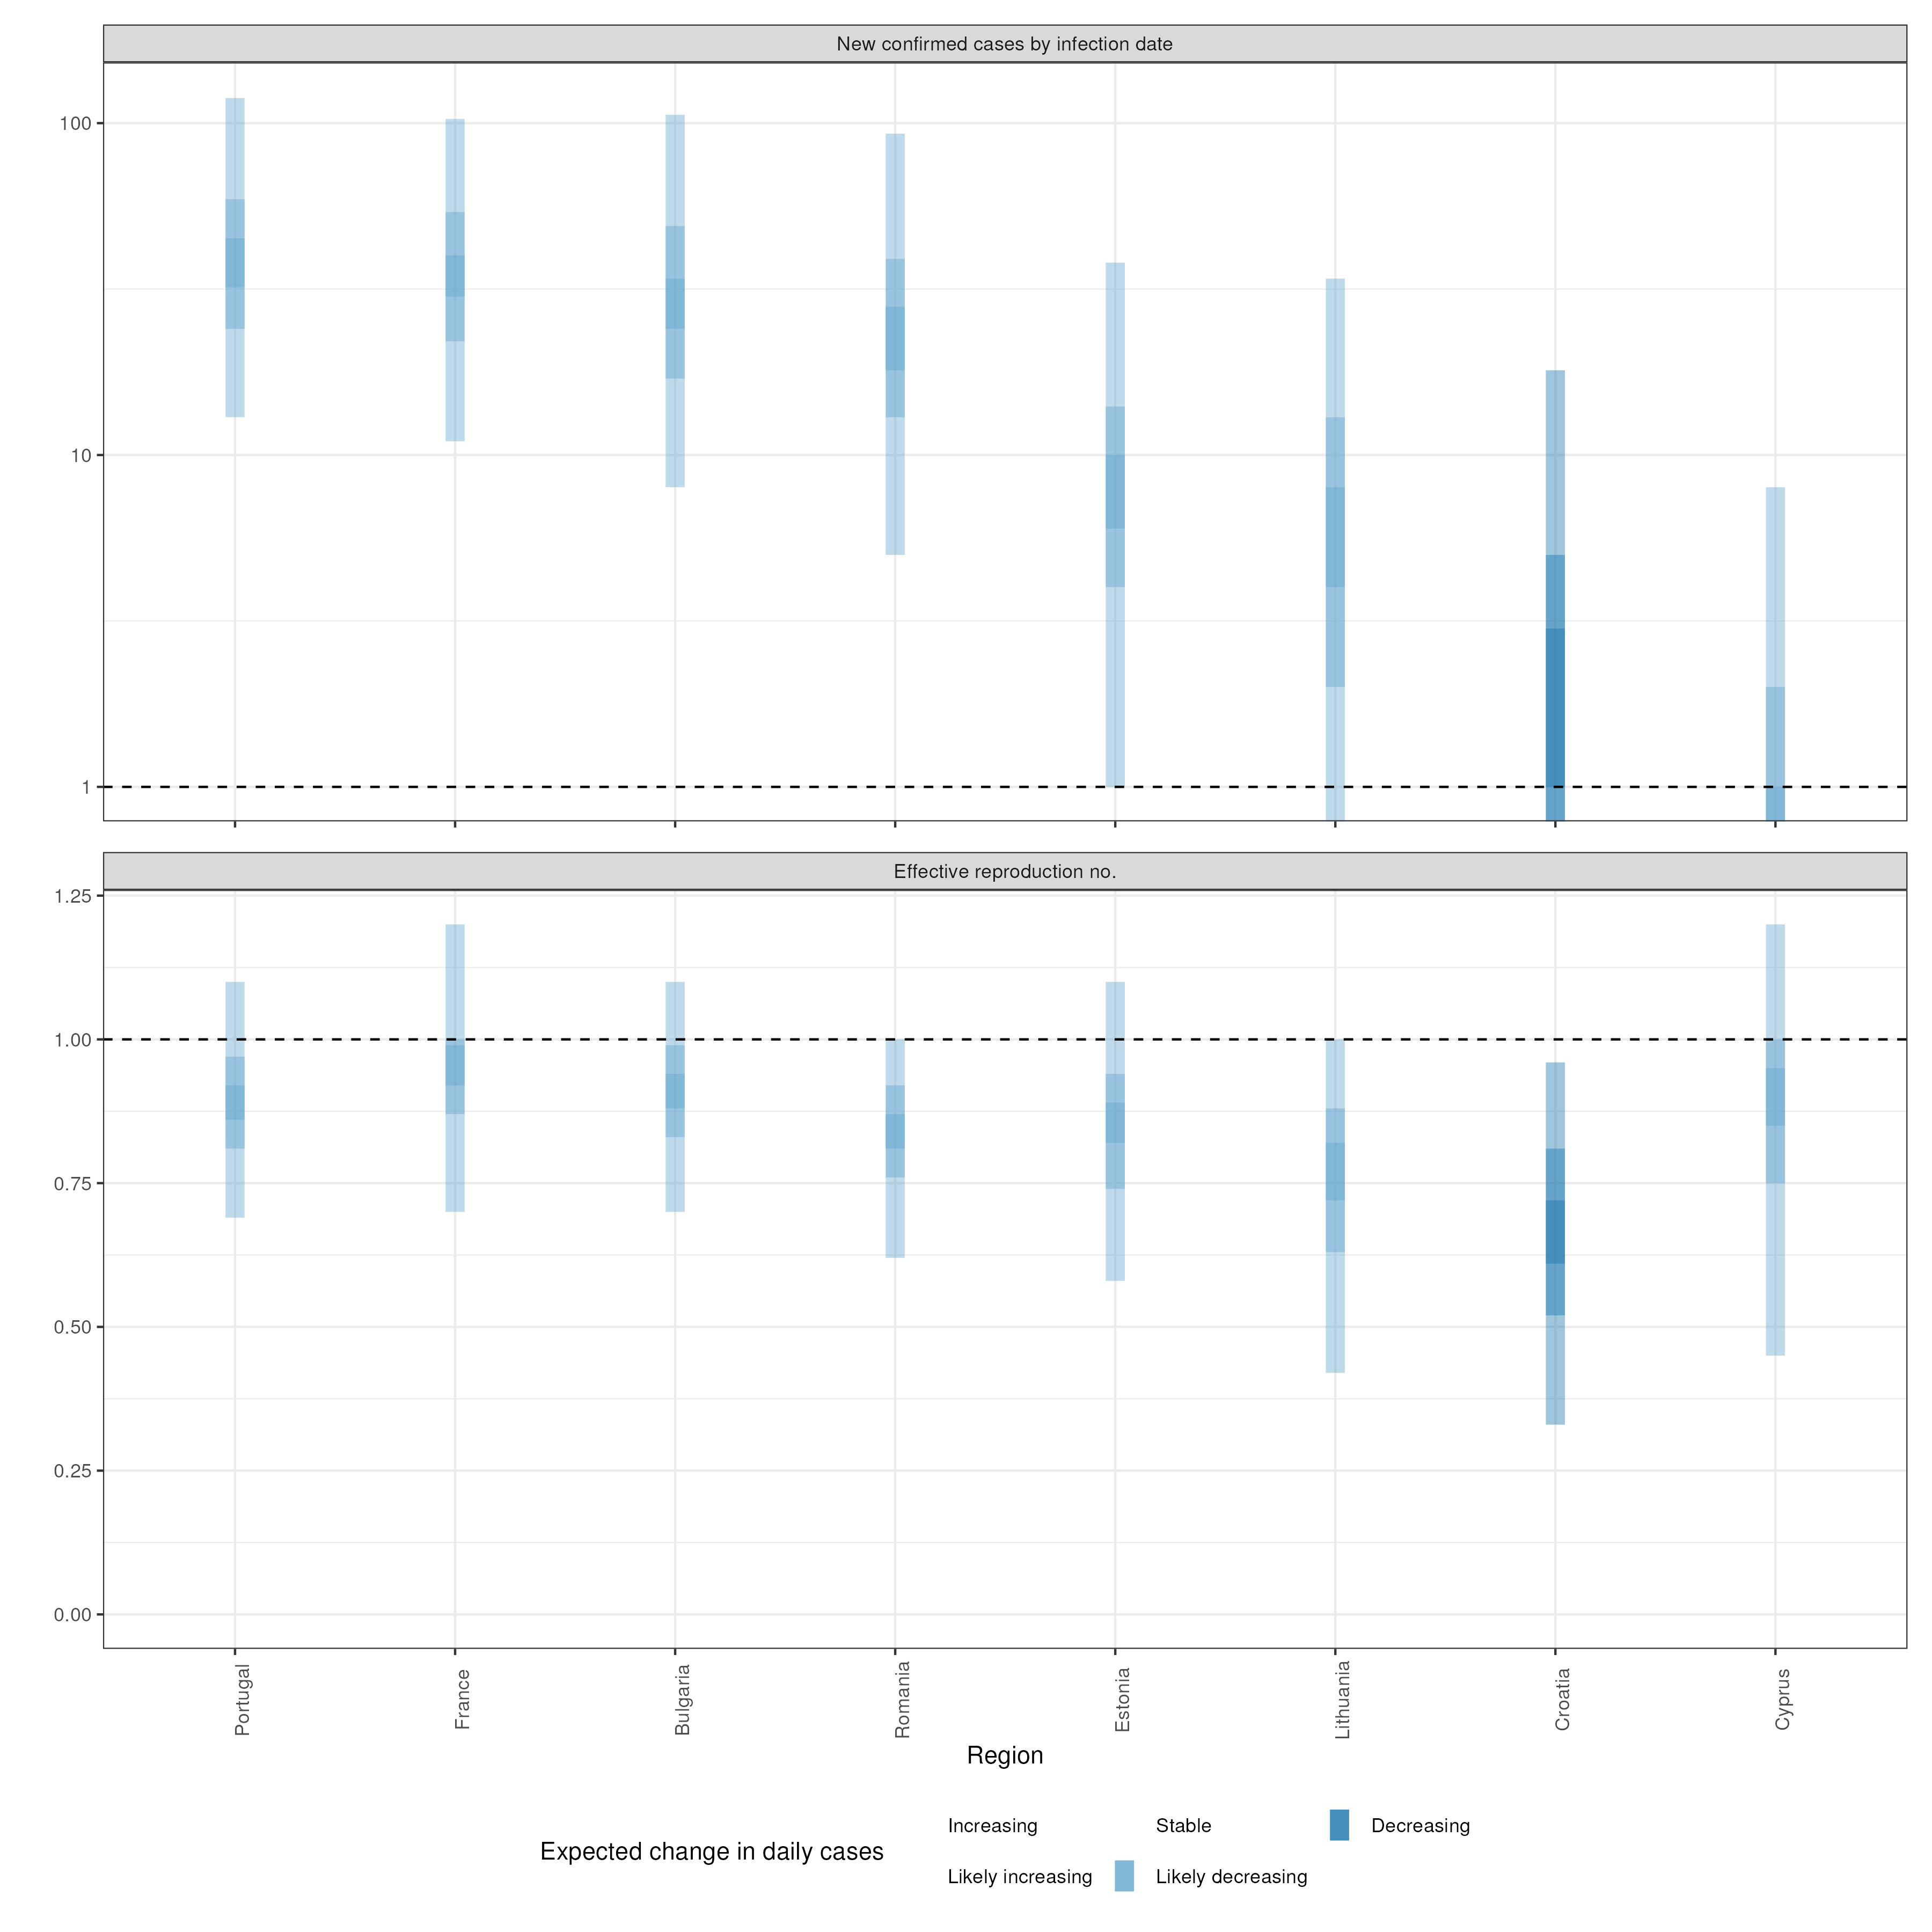 New confirmed cases by infection date
100
10
1
Effective reproduction no.
1.25
1.00
0.75
0.50
0.25
0.00
Portugal
France
Bulgaria
Romania
Estonia
Lithuania
Croatia
Cyprus
Region
Expected change in daily cases
Increasing
Stable
Decreasing
Likely increasing
Likely decreasing